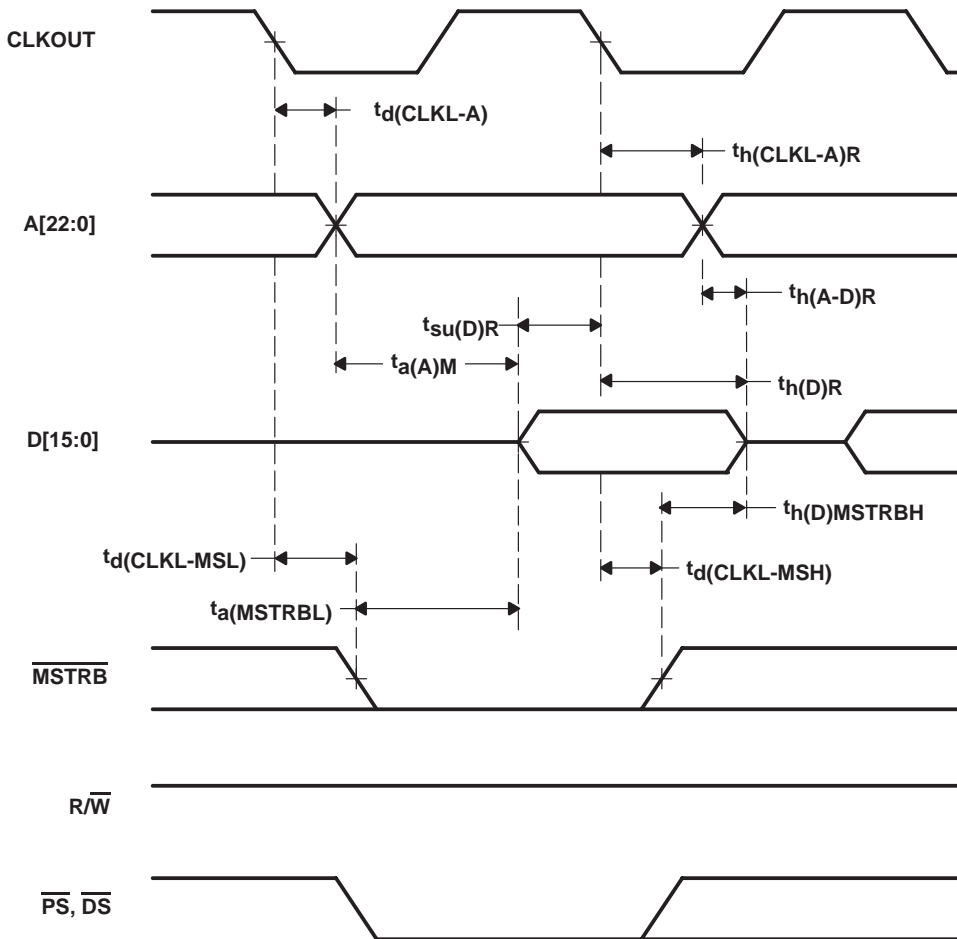 CLKOUT
td(CLKL-A)
th(CLKL-A)R
A[22:0]
th(A-D)R
tsu(D)R
ta(A)M
th(D)R
D[15:0]
th(D)MSTRBH
td(CLKL-MSL)
td(CLKL-MSH)
ta(MSTRBL)
MSTRB
R/W
PS, DS